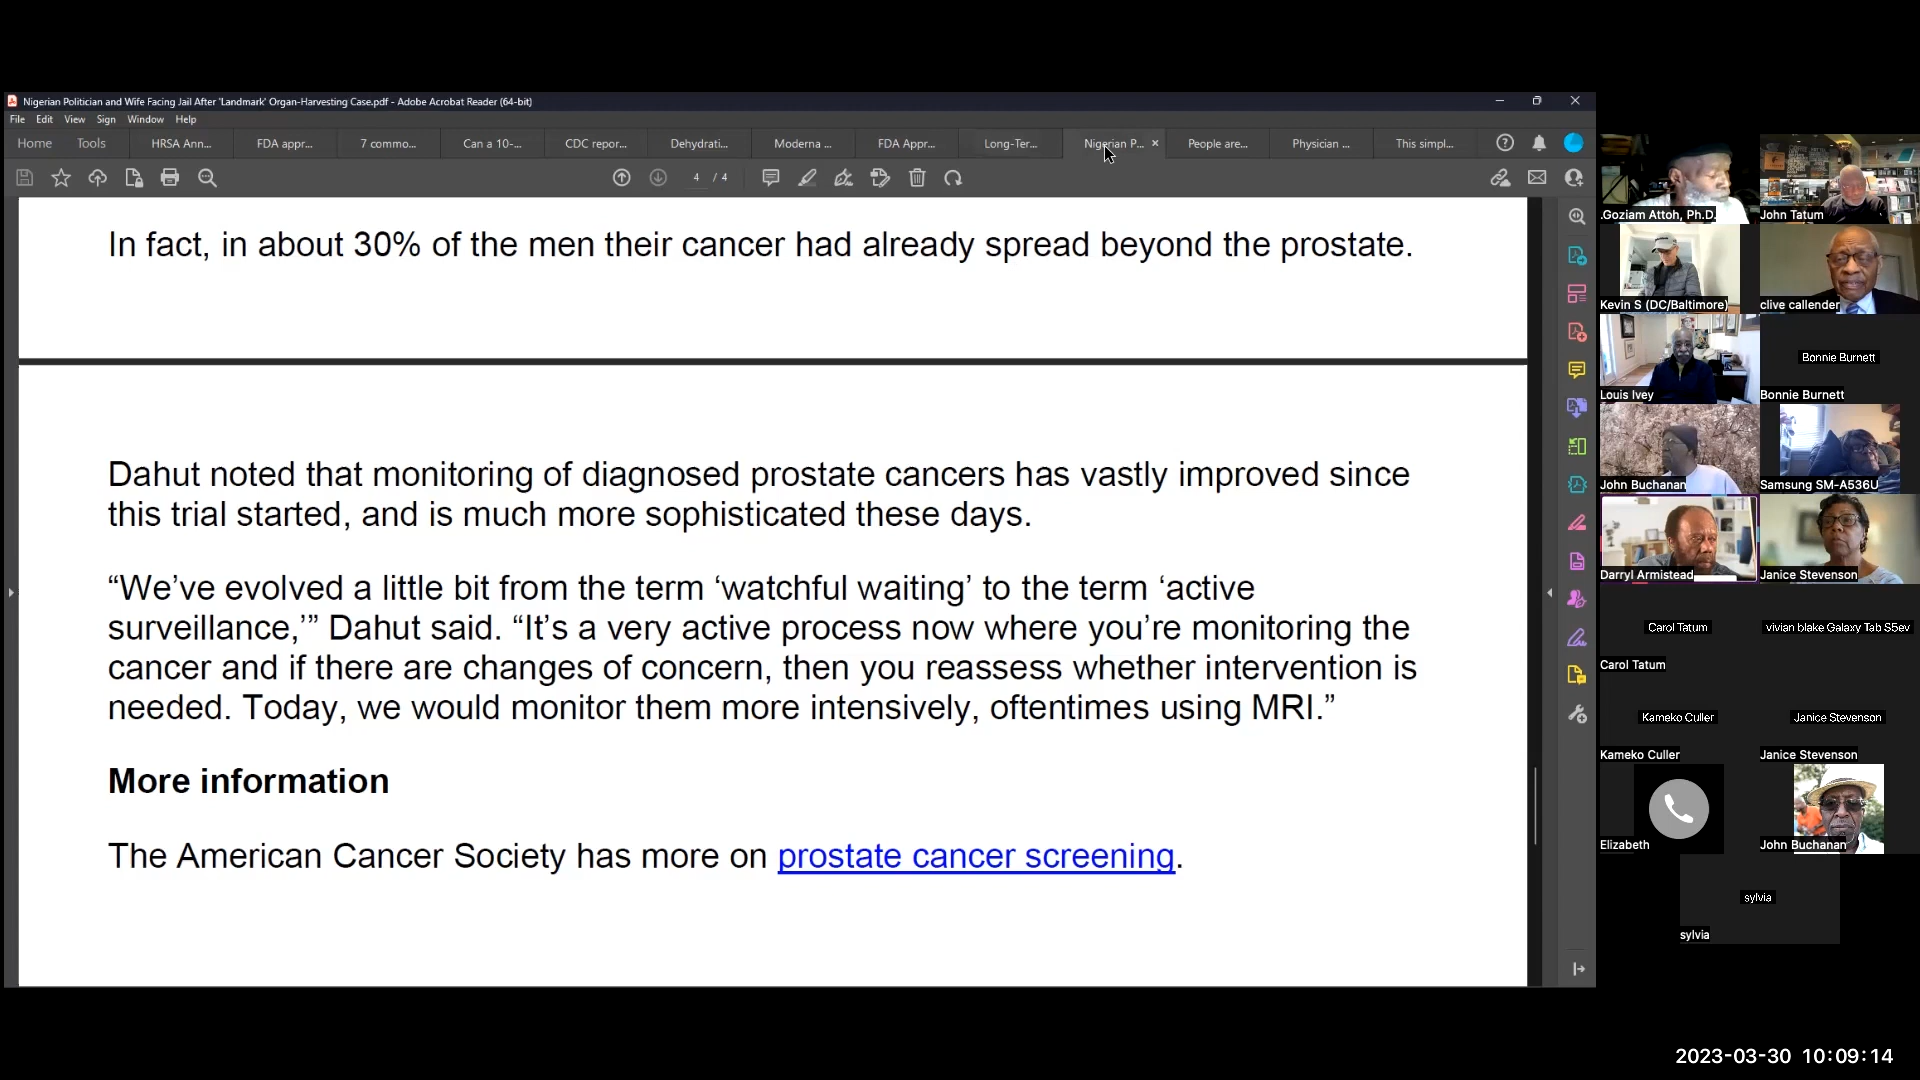 Nigerian Politician and Wife Facing Jail After 'Landmark' Organ-Harvesting Case.pdf - Adobe Acrobat Reader (64-bit)
File Edit View Sign Window Help
Home Tools HRSA Ann... FDA appr... 7 commo... Can a 10-... CDC repor... Dehydrati... Moderna ... FDA Appr... Long-Ter... Nigerian P... People are... Physician ... This simpl...
4 / 4
In fact, in about 30% of the men their cancer had already spread beyond the prostate.
Dahut noted that monitoring of diagnosed prostate cancers has vastly improved since
this trial started, and is much more sophisticated these days.
“We’ve evolved a little bit from the term ‘watchful waiting’ to the term ‘active
surveillance,’” Dahut said. “It’s a very active process now where you’re monitoring the
cancer and if there are changes of concern, then you reassess whether intervention is
needed. Today, we would monitor them more intensively, oftentimes using MRI.”
More information
The American Cancer Society has more on prostate cancer screening.
.Goziam Attoh, Ph.D.
John Tatum
Kevin S (DC/Baltimore)
clive callender
Louis Ivey
Bonnie Burnett
Bonnie Burnett
John Buchanan
Samsung SM-A536U
Darryl Armistead
Janice Stevenson
Carol Tatum
Carol Tatum
vivian blake Galaxy Tab S5ev
Kameko Culler
Kameko Culler
Janice Stevenson
Janice Stevenson
Elizabeth
John Buchanan
sylvia
sylvia
2023-03-30 10:09:14